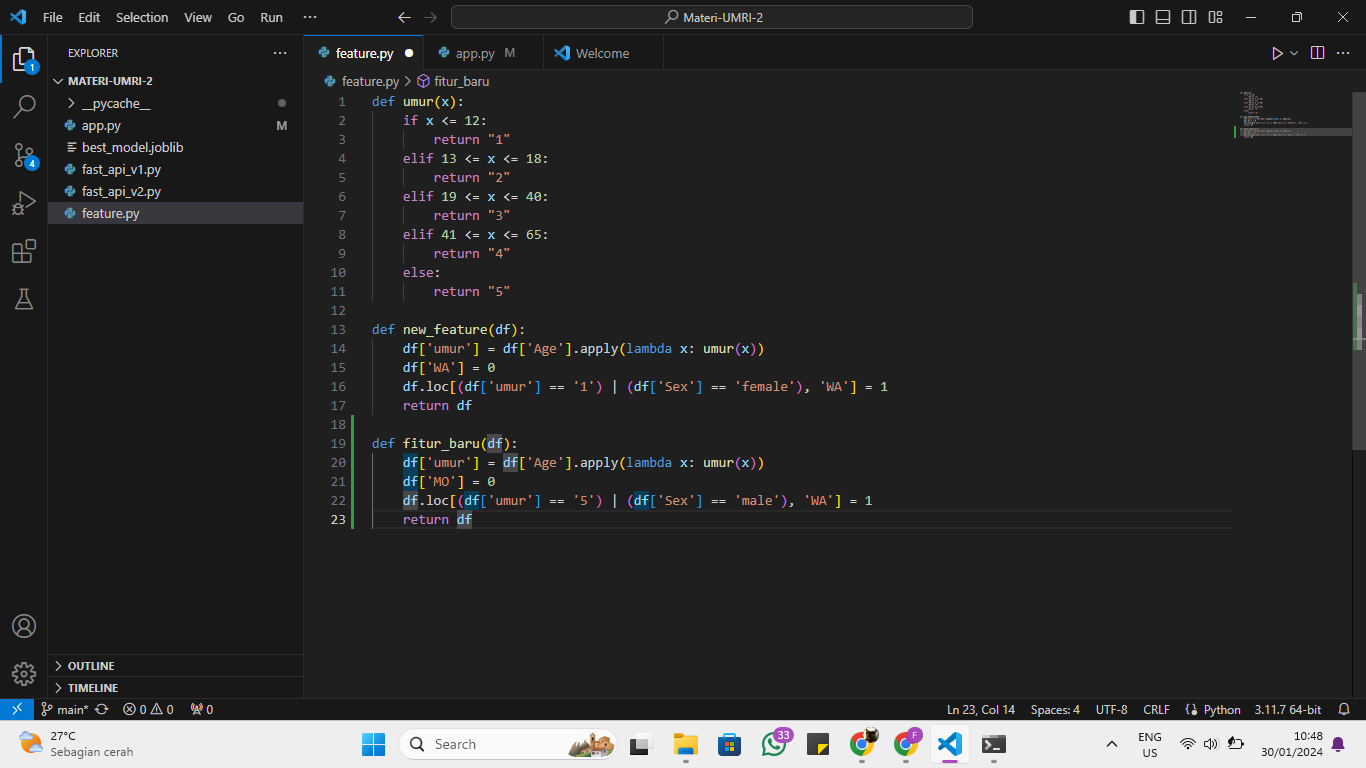 File Edit Selection View Go Run ··· Materi-UMRI-2
EXPLORER ···
MATERI-UMRI-2
__pycache__
app.py M
best_model.joblib
fast_api_v1.py
fast_api_v2.py
feature.py
OUTLINE
TIMELINE
1
4
feature.py app.py M Welcome
feature.py > fitur_baru
1 def umur(x):
2     if x <= 12:
3         return "1"
4     elif 13 <= x <= 18:
5         return "2"
6     elif 19 <= x <= 40:
7         return "3"
8     elif 41 <= x <= 65:
9         return "4"
10     else:
11         return "5"
12
13 def new_feature(df):
14     df['umur'] = df['Age'].apply(lambda x: umur(x))
15     df['WA'] = 0
16     df.loc[(df['umur'] == '1') | (df['Sex'] == 'female'), 'WA'] = 1
17     return df
18
19 def fitur_baru(df):
20     df['umur'] = df['Age'].apply(lambda x: umur(x))
21     df['MO'] = 0
22     df.loc[(df['umur'] == '5') | (df['Sex'] == 'male'), 'WA'] = 1
23     return df
main* 0 0 0 Ln 23, Col 14 Spaces: 4 UTF-8 CRLF Python 3.11.7 64-bit
27°C
Sebagian cerah
Search
33
F
ENG
US
10:48
30/01/2024